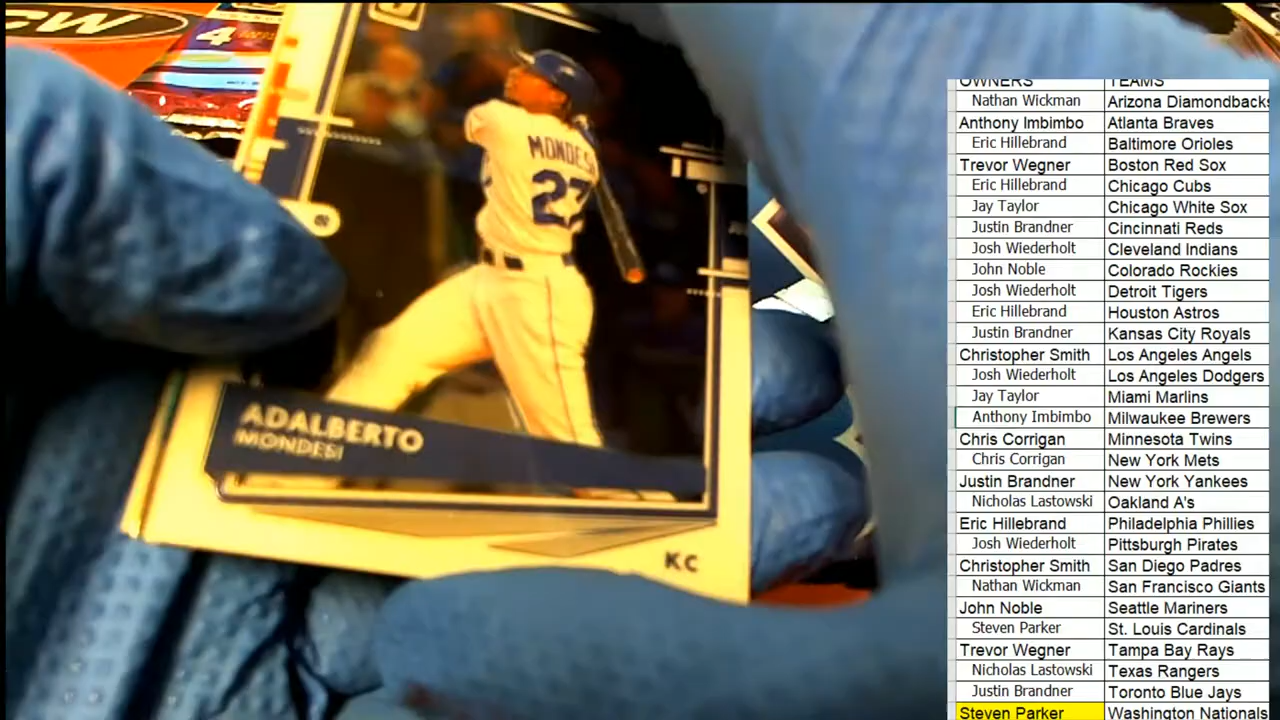 CW
4
MONDESI
27
ADALBERTO
MONDESI
KC
OWNERS TEAMS
Nathan Wickman Arizona Diamondbacks
Anthony Imbimbo Atlanta Braves
Eric Hillebrand Baltimore Orioles
Trevor Wegner Boston Red Sox
Eric Hillebrand Chicago Cubs
Jay Taylor Chicago White Sox
Justin Brandner Cincinnati Reds
Josh Wiederholt Cleveland Indians
John Noble Colorado Rockies
Josh Wiederholt Detroit Tigers
Eric Hillebrand Houston Astros
Justin Brandner Kansas City Royals
Christopher Smith Los Angeles Angels
Josh Wiederholt Los Angeles Dodgers
Jay Taylor Miami Marlins
Anthony Imbimbo Milwaukee Brewers
Chris Corrigan Minnesota Twins
Chris Corrigan New York Mets
Justin Brandner New York Yankees
Nicholas Lastowski Oakland A's
Eric Hillebrand Philadelphia Phillies
Josh Wiederholt Pittsburgh Pirates
Christopher Smith San Diego Padres
Nathan Wickman San Francisco Giants
John Noble Seattle Mariners
Steven Parker St. Louis Cardinals
Trevor Wegner Tampa Bay Rays
Nicholas Lastowski Texas Rangers
Justin Brandner Toronto Blue Jays
Steven Parker Washington Nationals